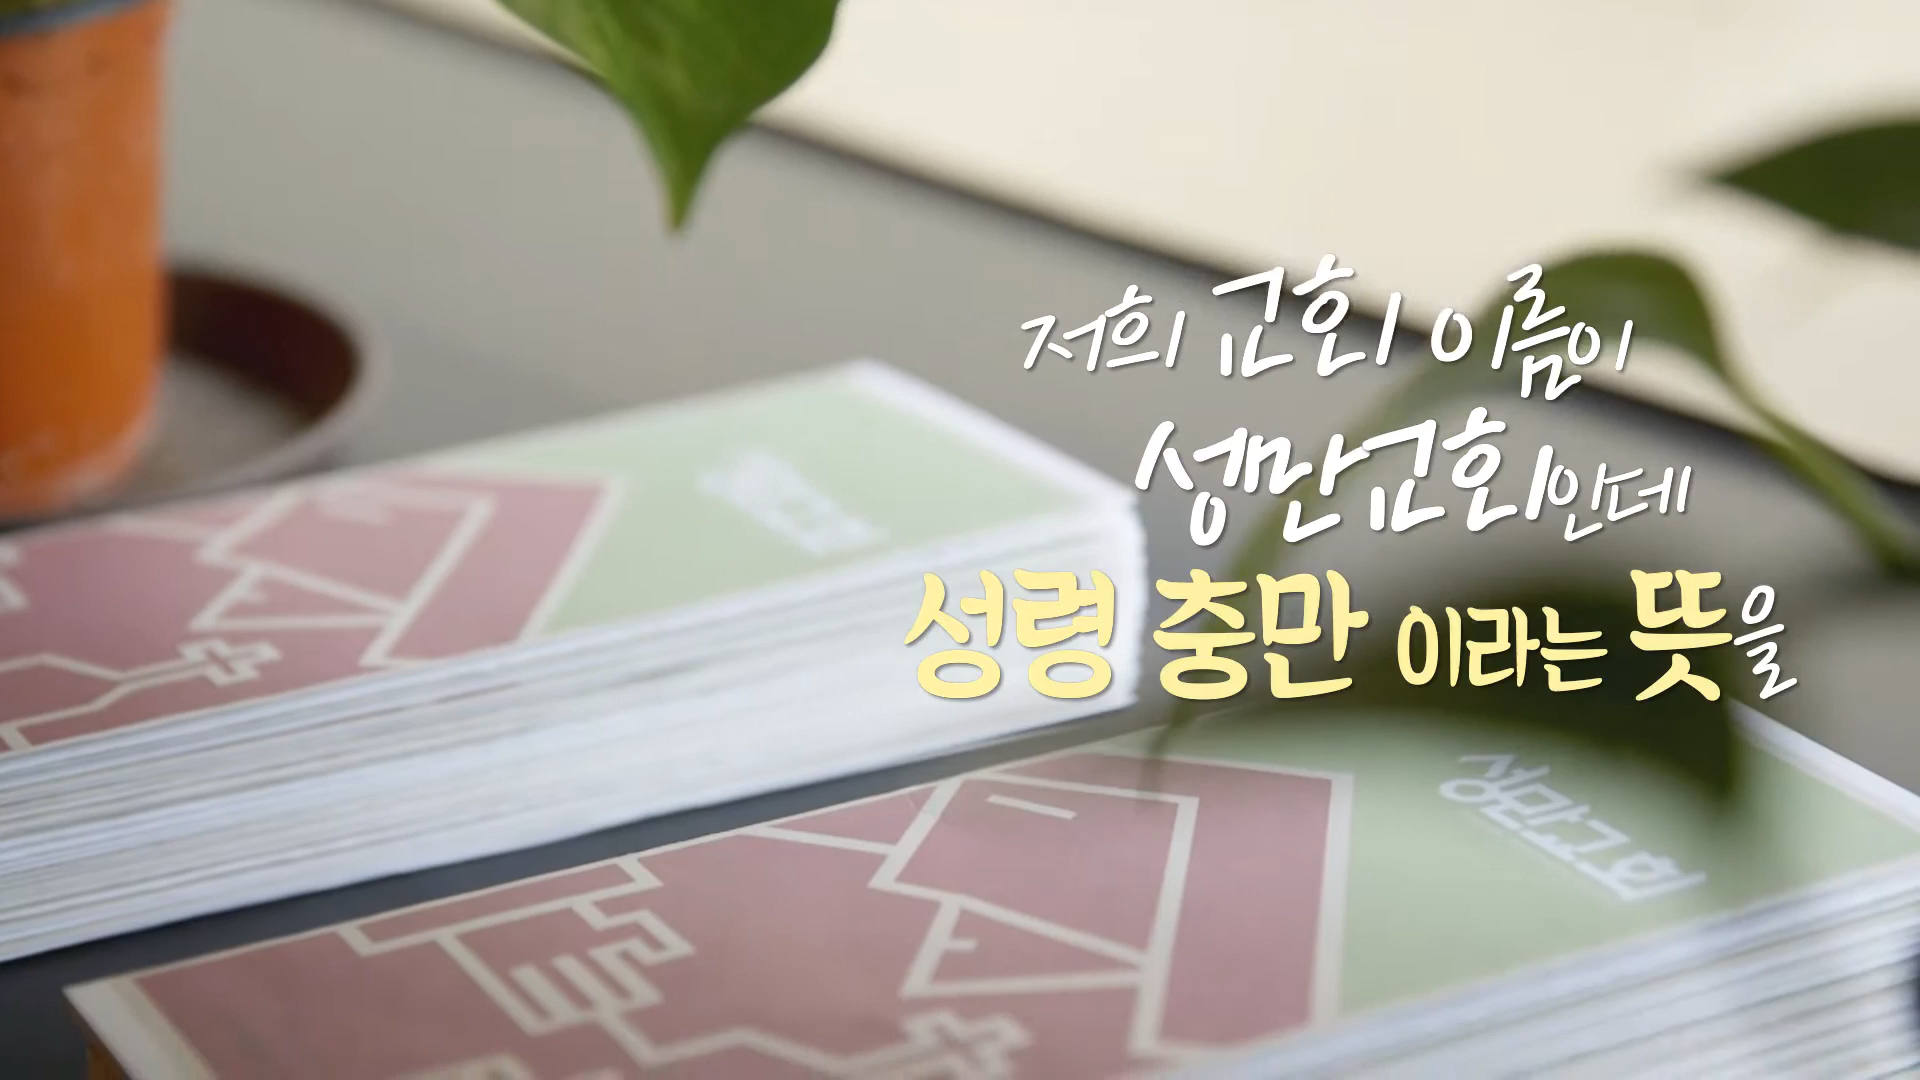 저희 교회 이름이
성만교회인데
성령 충만 이라는 뜻을
성만교회